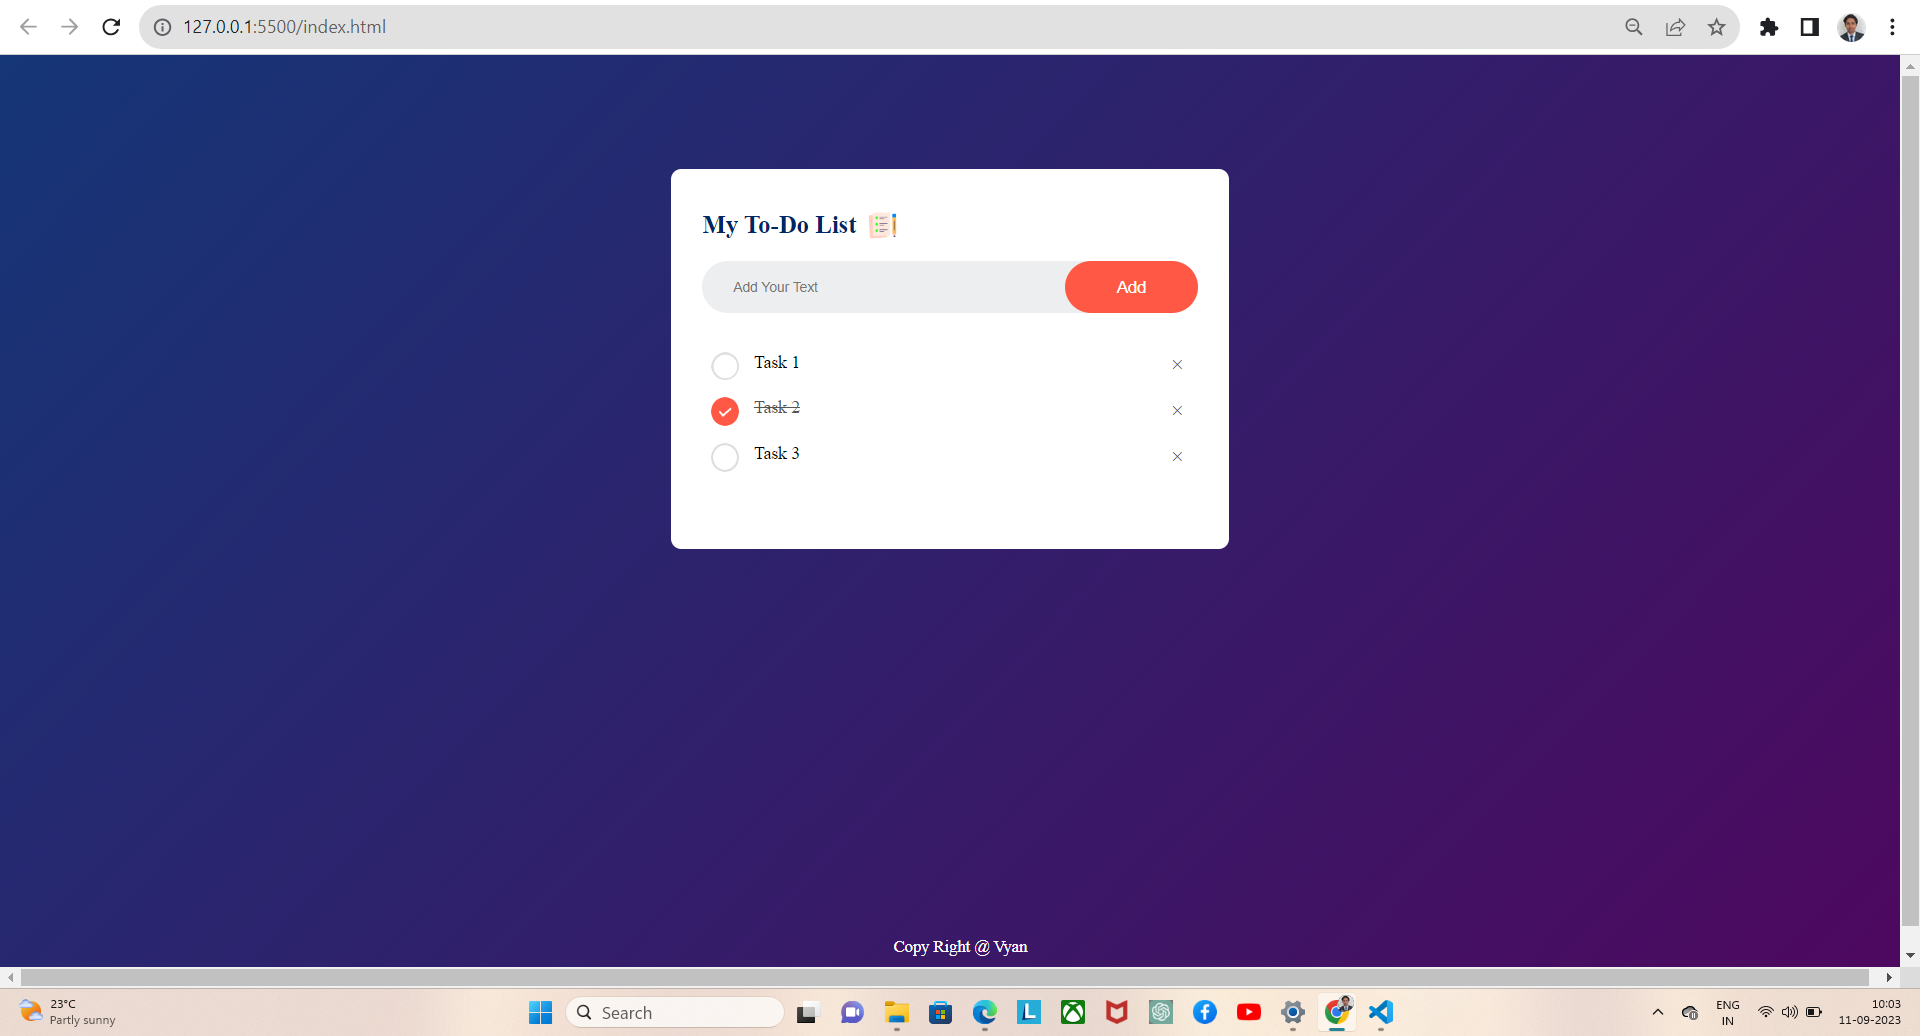 127.0.0.1:5500/index.html
My To-Do List
Add Your Text
Add
Task 1
Task 2
Task 3
Copy Right @ Vyan
23°C
Partly sunny
Search
L
ENG
IN
10:03
11-09-2023